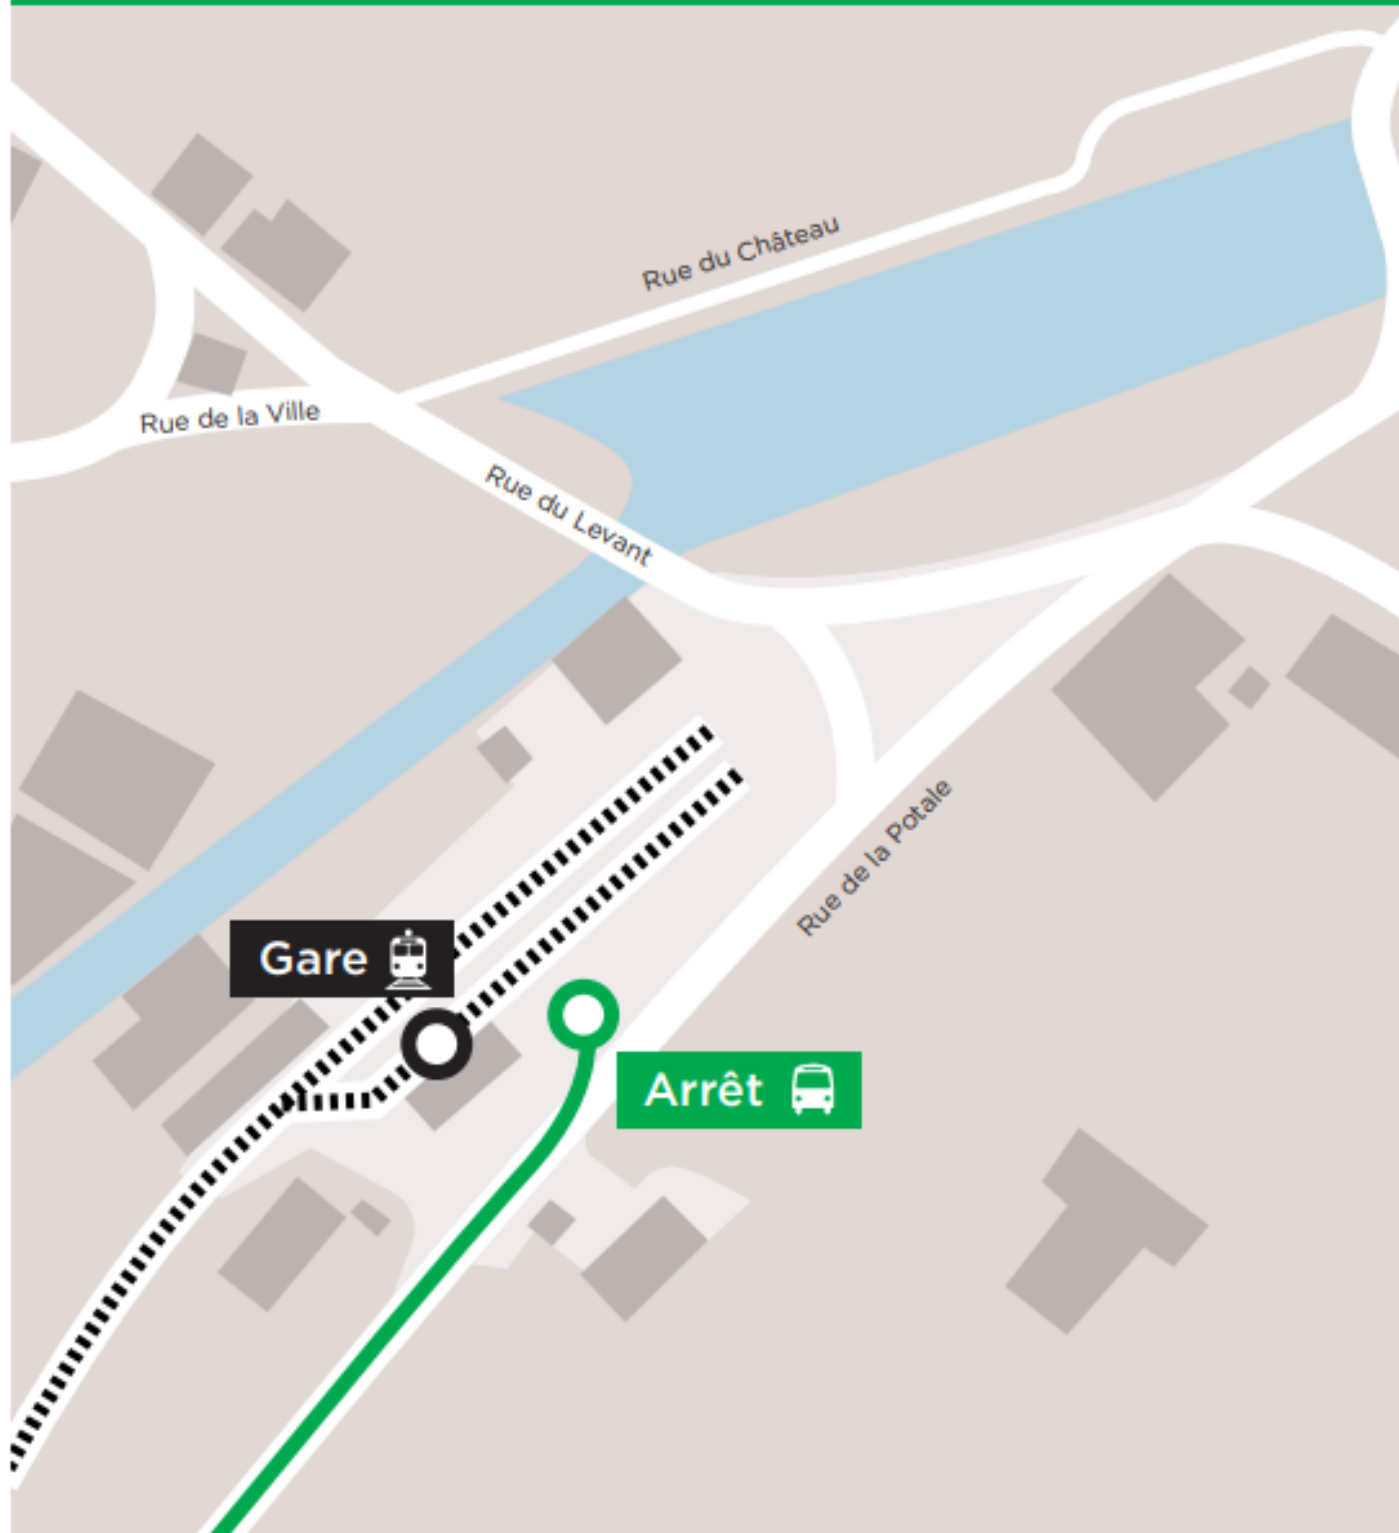 Rue du Château
Rue de la Ville
Rue du Levant
Rue de la Potale
Gare
Arrêt